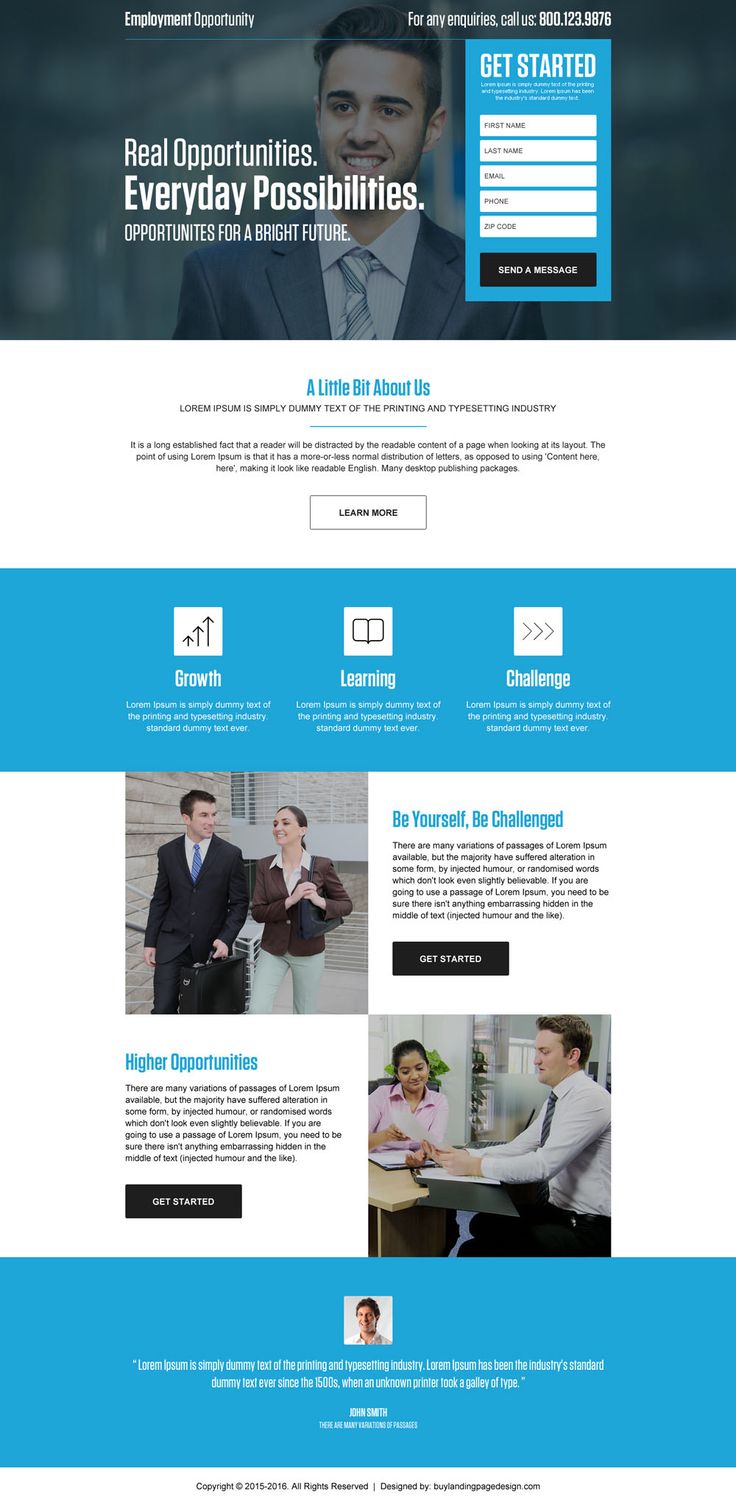 Employment Opportunity
For any enquiries, call us: 800.123.9876
Real Opportunities.
Everyday Possibilities.
OPPORTUNITES FOR A BRIGHT FUTURE.
GET STARTED
Lorem Ipsum is simply dummy text of the printing
and typesetting industry. Lorem Ipsum has been
the industry's standard dummy text.
FIRST NAME
LAST NAME
EMAIL
PHONE
ZIP CODE
SEND A MESSAGE
A Little Bit About Us
LOREM IPSUM IS SIMPLY DUMMY TEXT OF THE PRINTING AND TYPESETTING INDUSTRY
It is a long established fact that a reader will be distracted by the readable content of a page when looking at its layout. The
point of using Lorem Ipsum is that it has a more-or-less normal distribution of letters, as opposed to using 'Content here,
here', making it look like readable English. Many desktop publishing packages.
LEARN MORE
Growth
Lorem Ipsum is simply dummy text of
the printing and typesetting industry.
standard dummy text ever.
Learning
Lorem Ipsum is simply dummy text of
the printing and typesetting industry.
standard dummy text ever.
Challenge
Lorem Ipsum is simply dummy text of
the printing and typesetting industry.
standard dummy text ever.
Be Yourself, Be Challenged
There are many variations of passages of Lorem Ipsum
available, but the majority have suffered alteration in
some form, by injected humour, or randomised words
which don't look even slightly believable. If you are
going to use a passage of Lorem Ipsum, you need to be
sure there isn't anything embarrassing hidden in the
middle of text (injected humour and the like).
GET STARTED
Higher Opportunities
There are many variations of passages of Lorem Ipsum
available, but the majority have suffered alteration in
some form, by injected humour, or randomised words
which don't look even slightly believable. If you are
going to use a passage of Lorem Ipsum, you need to be
sure there isn't anything embarrassing hidden in the
middle of text (injected humour and the like).
GET STARTED
“ Lorem Ipsum is simply dummy text of the printing and typesetting industry. Lorem Ipsum has been the industry's standard
dummy text ever since the 1500s, when an unknown printer took a galley of type. ”
JOHN SMITH
THERE ARE MANY VARIATIONS OF PASSAGES
Copyright © 2015-2016. All Rights Reserved | Designed by: buylandingpagedesign.com